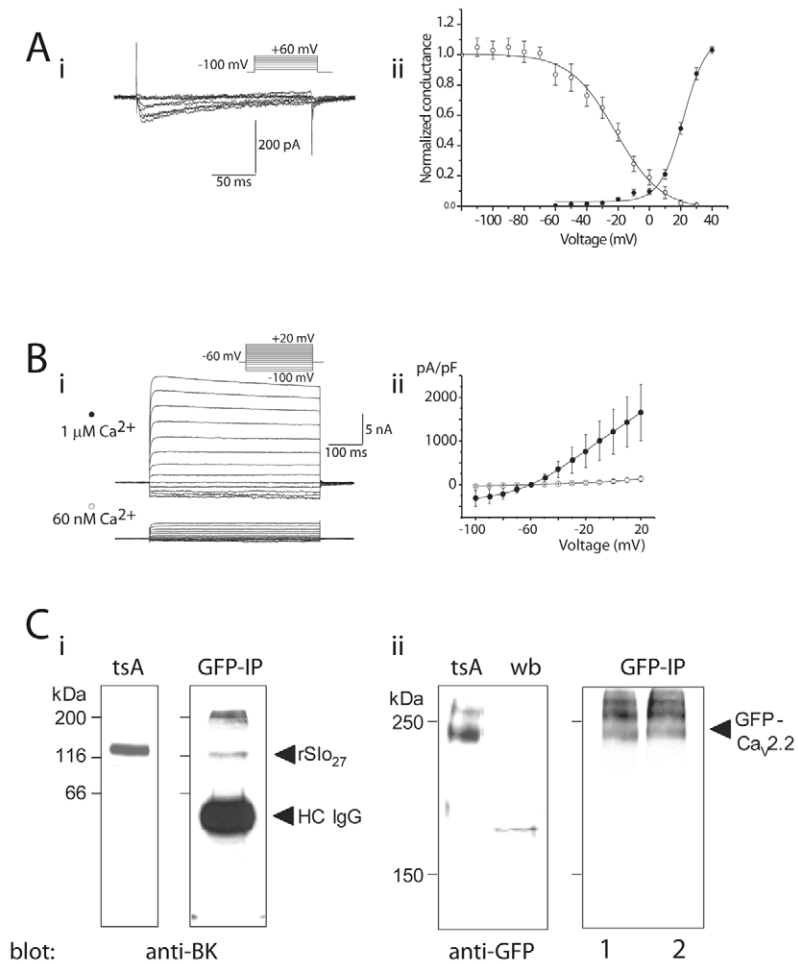 A
i
+60 mV
-100 mV
200 pA
50 ms
ii
Normalized conductance
1.2
1.0
0.8
0.6
0.4
0.2
0.0
-100 -80 -60 -40 -20 0 20 40
Voltage (mV)
B
i
+20 mV
-60 mV
-100 mV
1 μM Ca2+
5 nA
100 ms
60 nM Ca2+
ii
pA/pF
2000
1000
0
-100 -60 -20 20
Voltage (mV)
C
i
tsA GFP-IP
kDa
200
116
66
rSlo27
HC IgG
blot: anti-BK
ii
tsA wb GFP-IP
kDa
250
150
GFP-
CaV2.2
anti-GFP 1 2